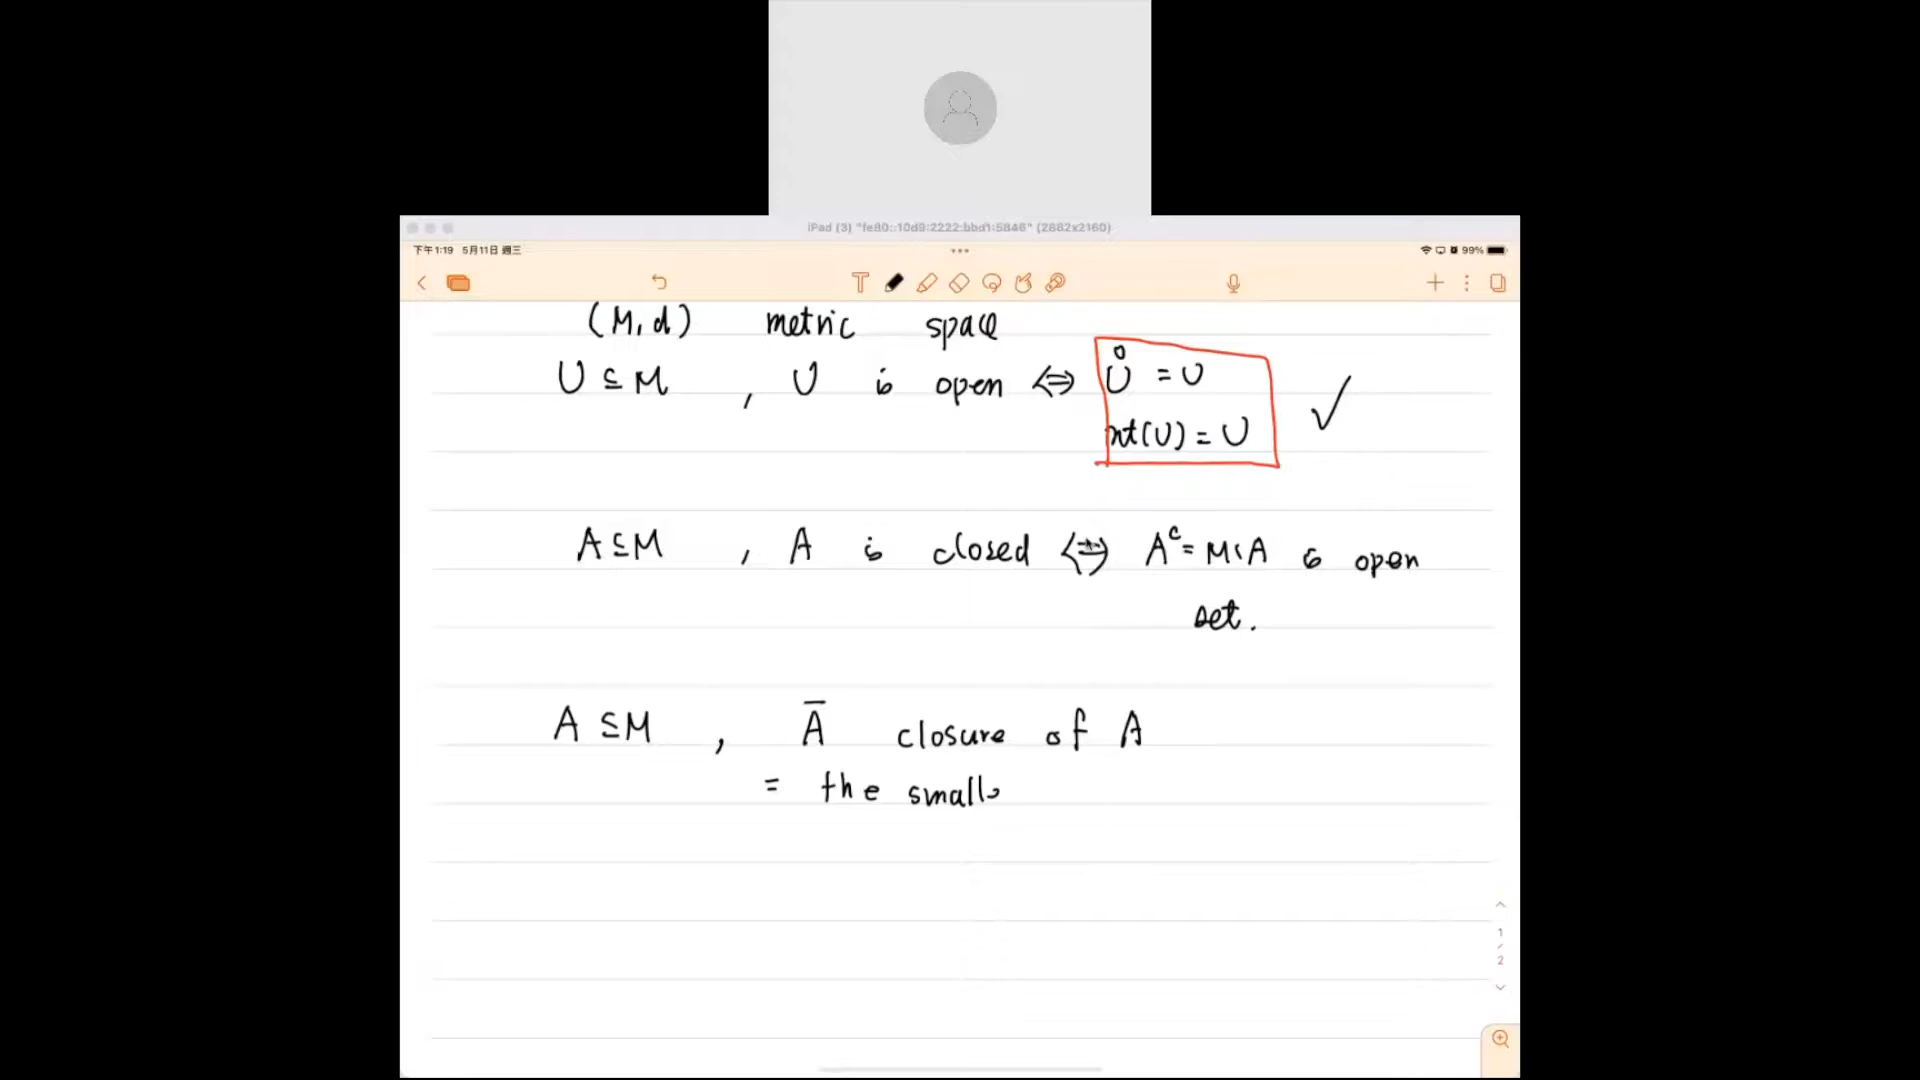 iPad (3) "fe80::10d9:2222:bbd1:5846" (2882x2160)
下午1:19 5月11日 週三
99%
(M, d) metric space
U ⊆ M , U is open ⇔ Ů = U
int(U) = U ✓
A ⊆ M , A is closed ⇔ Aᶜ = M \ A is open
set.
A ⊆ M , Ā closure of A
= the smalls
1
/
2